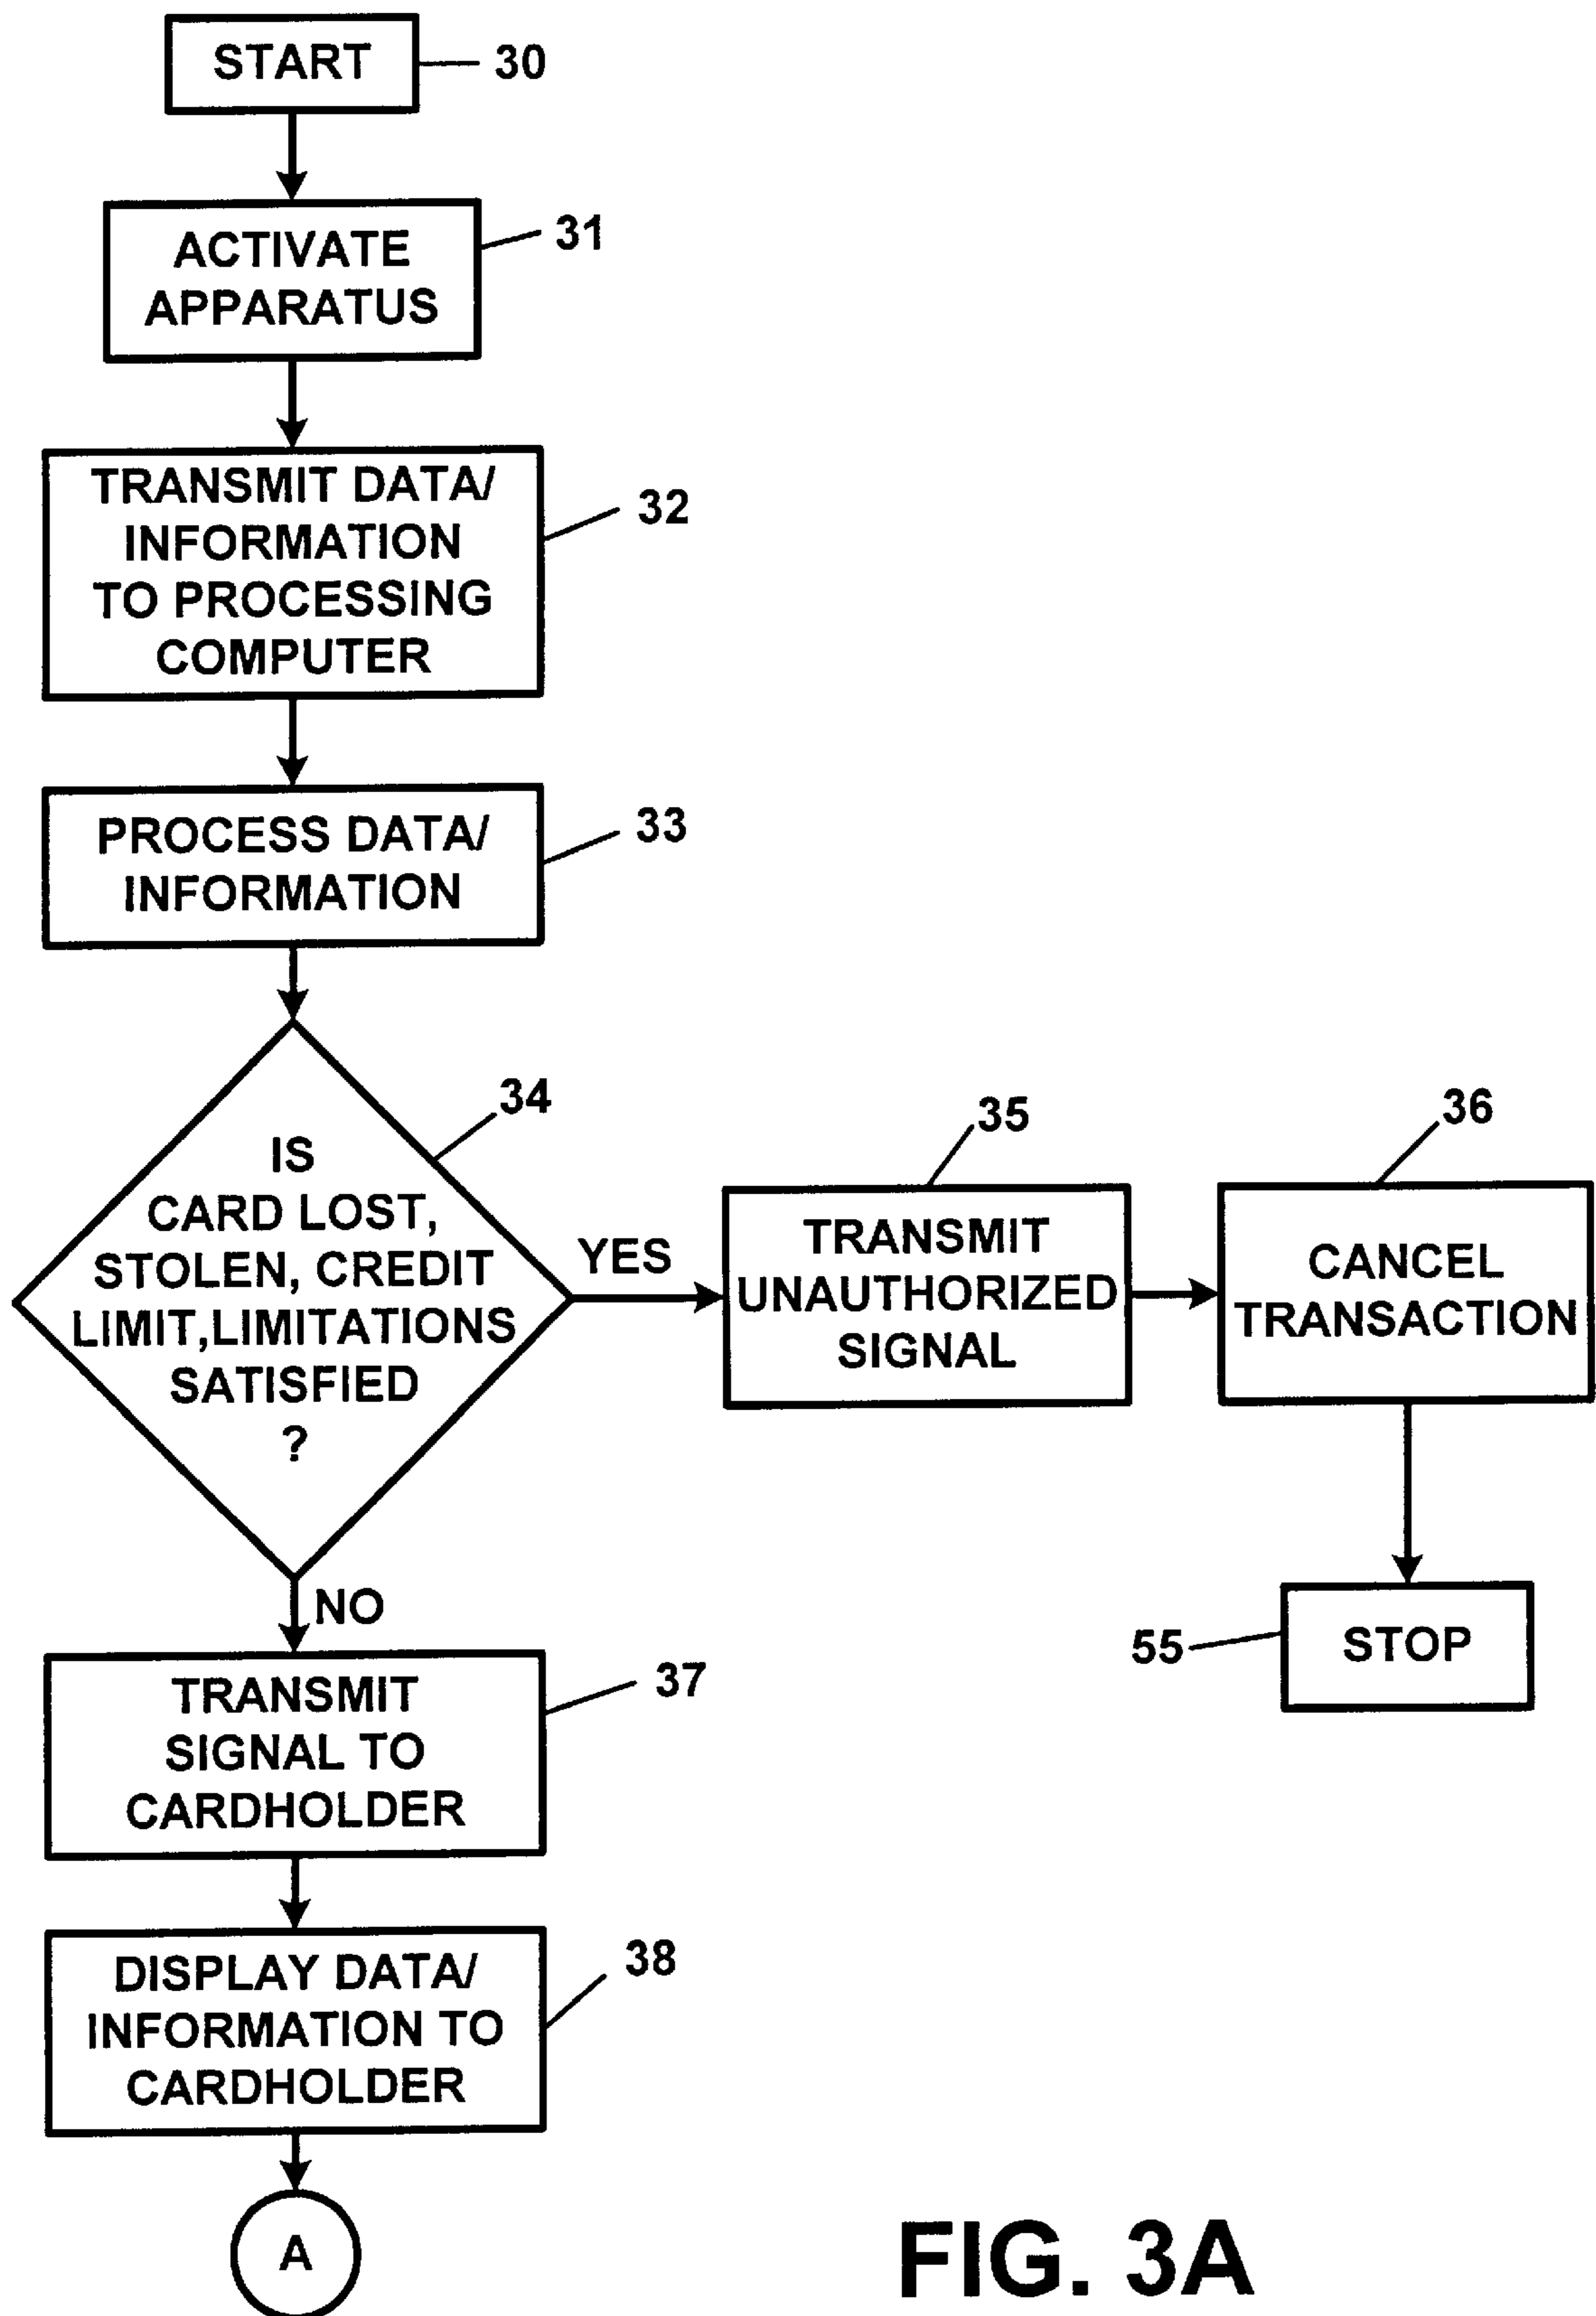 START
30
ACTIVATE
APPARATUS
31
TRANSMIT DATA/
INFORMATION
TO PROCESSING
COMPUTER
32
PROCESS DATA/
INFORMATION
33
IS
CARD LOST,
STOLEN, CREDIT
LIMIT,LIMITATIONS
SATISFIED
?
34
YES
TRANSMIT
UNAUTHORIZED
SIGNAL
35
CANCEL
TRANSACTION
36
STOP
55
NO
TRANSMIT
SIGNAL TO
CARDHOLDER
37
DISPLAY DATA/
INFORMATION TO
CARDHOLDER
38
A
FIG. 3A